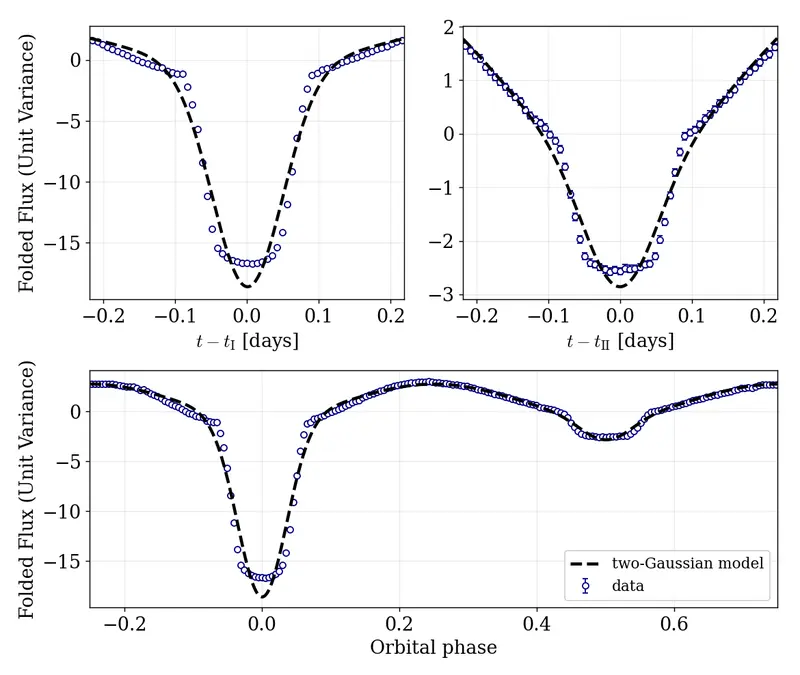 Folded Flux (Unit Variance)
0
−5
−10
−15
−0.2 −0.1 0.0 0.1 0.2
t − tI [days]
2
1
0
−1
−2
−3
−0.2 −0.1 0.0 0.1 0.2
t − tII [days]
Folded Flux (Unit Variance)
0
−5
−10
−15
−0.2 0.0 0.2 0.4 0.6
Orbital phase
two-Gaussian model
data